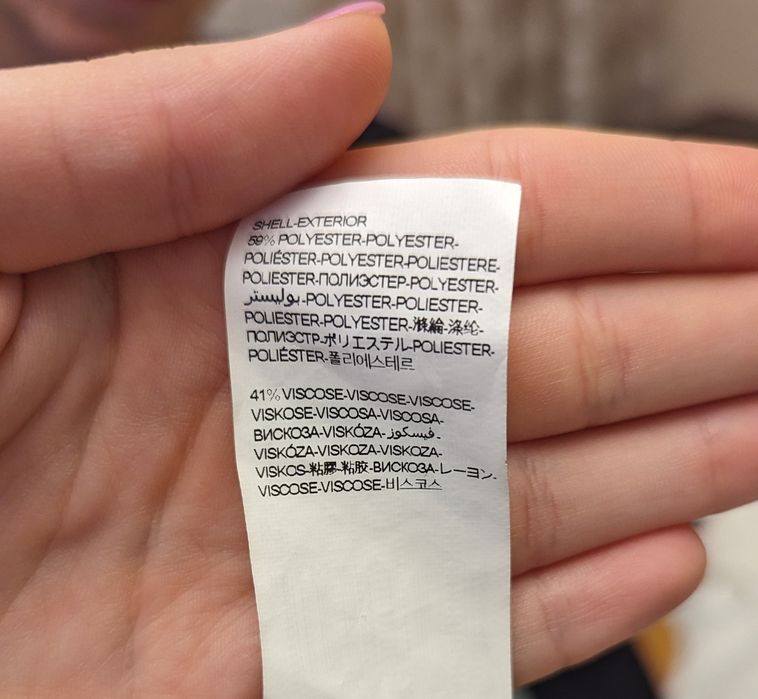 SHELL-EXTERIOR
59% POLYESTER-POLYESTER-
POLIÉSTER-POLYESTER-POLIESTERE-
POLIESTER-ПОЛИЭСТЕР-POLYESTER-
بوليستر-POLYESTER-POLIESTER-
POLIESTER-POLYESTER-滌綸-涤纶-
ПОЛИЭСТР-ポリエステル-POLIESTER-
POLIÉSTER-폴리에스테르
41% VISCOSE-VISCOSE-VISCOSE-
VISKOSE-VISCOSA-VISCOSA-
ВИСКОЗА-VISKÓZA-فيسكوز-
VISKÓZA-VISKOZA-VISKOZA-
VISKOS-粘膠-粘胶-ВИСКОЗА-レーヨン-
VISCOSE-VISCOSE-비스코스